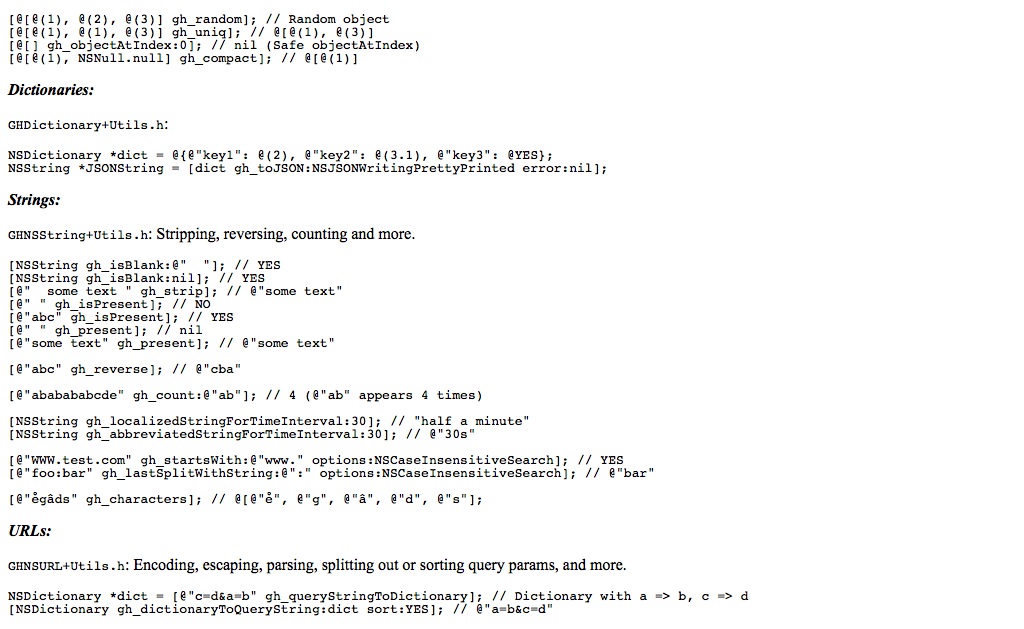 [@[@(1), @(2), @(3)] gh_random]; // Random object
[@[@(1), @(1), @(3)] gh_uniq]; // @[@(1), @(3)]
[@[] gh_objectAtIndex:0]; // nil (Safe objectAtIndex)
[@[@(1), NSNull.null] gh_compact]; // @[@(1)]
Dictionaries:
GHDictionary+Utils.h:
NSDictionary *dict = @{@"key1": @(2), @"key2": @(3.1), @"key3": @YES};
NSString *JSONString = [dict gh_toJSON:NSJSONWritingPrettyPrinted error:nil];
Strings:
GHNSString+Utils.h: Stripping, reversing, counting and more.
[NSString gh_isBlank:@"  "]; // YES
[NSString gh_isBlank:nil]; // YES
[@"  some text " gh_strip]; // @"some text"
[@" " gh_isPresent]; // NO
[@"abc" gh_isPresent]; // YES
[@" " gh_present]; // nil
[@"some text" gh_present]; // @"some text"
[@"abc" gh_reverse]; // @"cba"
[@"ababababcde" gh_count:@"ab"]; // 4 (@"ab" appears 4 times)
[NSString gh_localizedStringForTimeInterval:30]; // "half a minute"
[NSString gh_abbreviatedStringForTimeInterval:30]; // @"30s"
[@"WWW.test.com" gh_startsWith:@"www." options:NSCaseInsensitiveSearch]; // YES
[@"foo:bar" gh_lastSplitWithString:@":" options:NSCaseInsensitiveSearch]; // @"bar"
[@"e̊gâds" gh_characters]; // @[@"e̊", @"g", @"â", @"d", @"s"];
URLs:
GHNSURL+Utils.h: Encoding, escaping, parsing, splitting out or sorting query params, and more.
NSDictionary *dict = [@"c=d&a=b" gh_queryStringToDictionary]; // Dictionary with a => b, c => d
[NSDictionary gh_dictionaryToQueryString:dict sort:YES]; // @"a=b&c=d"